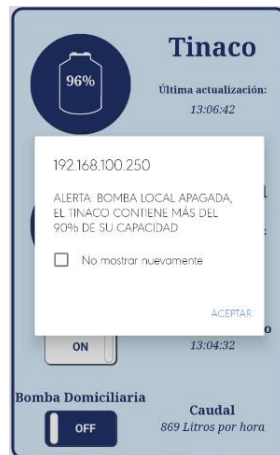 Tinaco
96%
Última actualización:
13:06:42
192.168.100.250
ALERTA: BOMBA LOCAL APAGADA,
EL TINACO CONTIENE MÁS DEL
90% DE SU CAPACIDAD
No mostrar nuevamente
ACEPTAR
ON
13:04:32
Bomba Domiciliaria
OFF
Caudal
869 Litros por hora